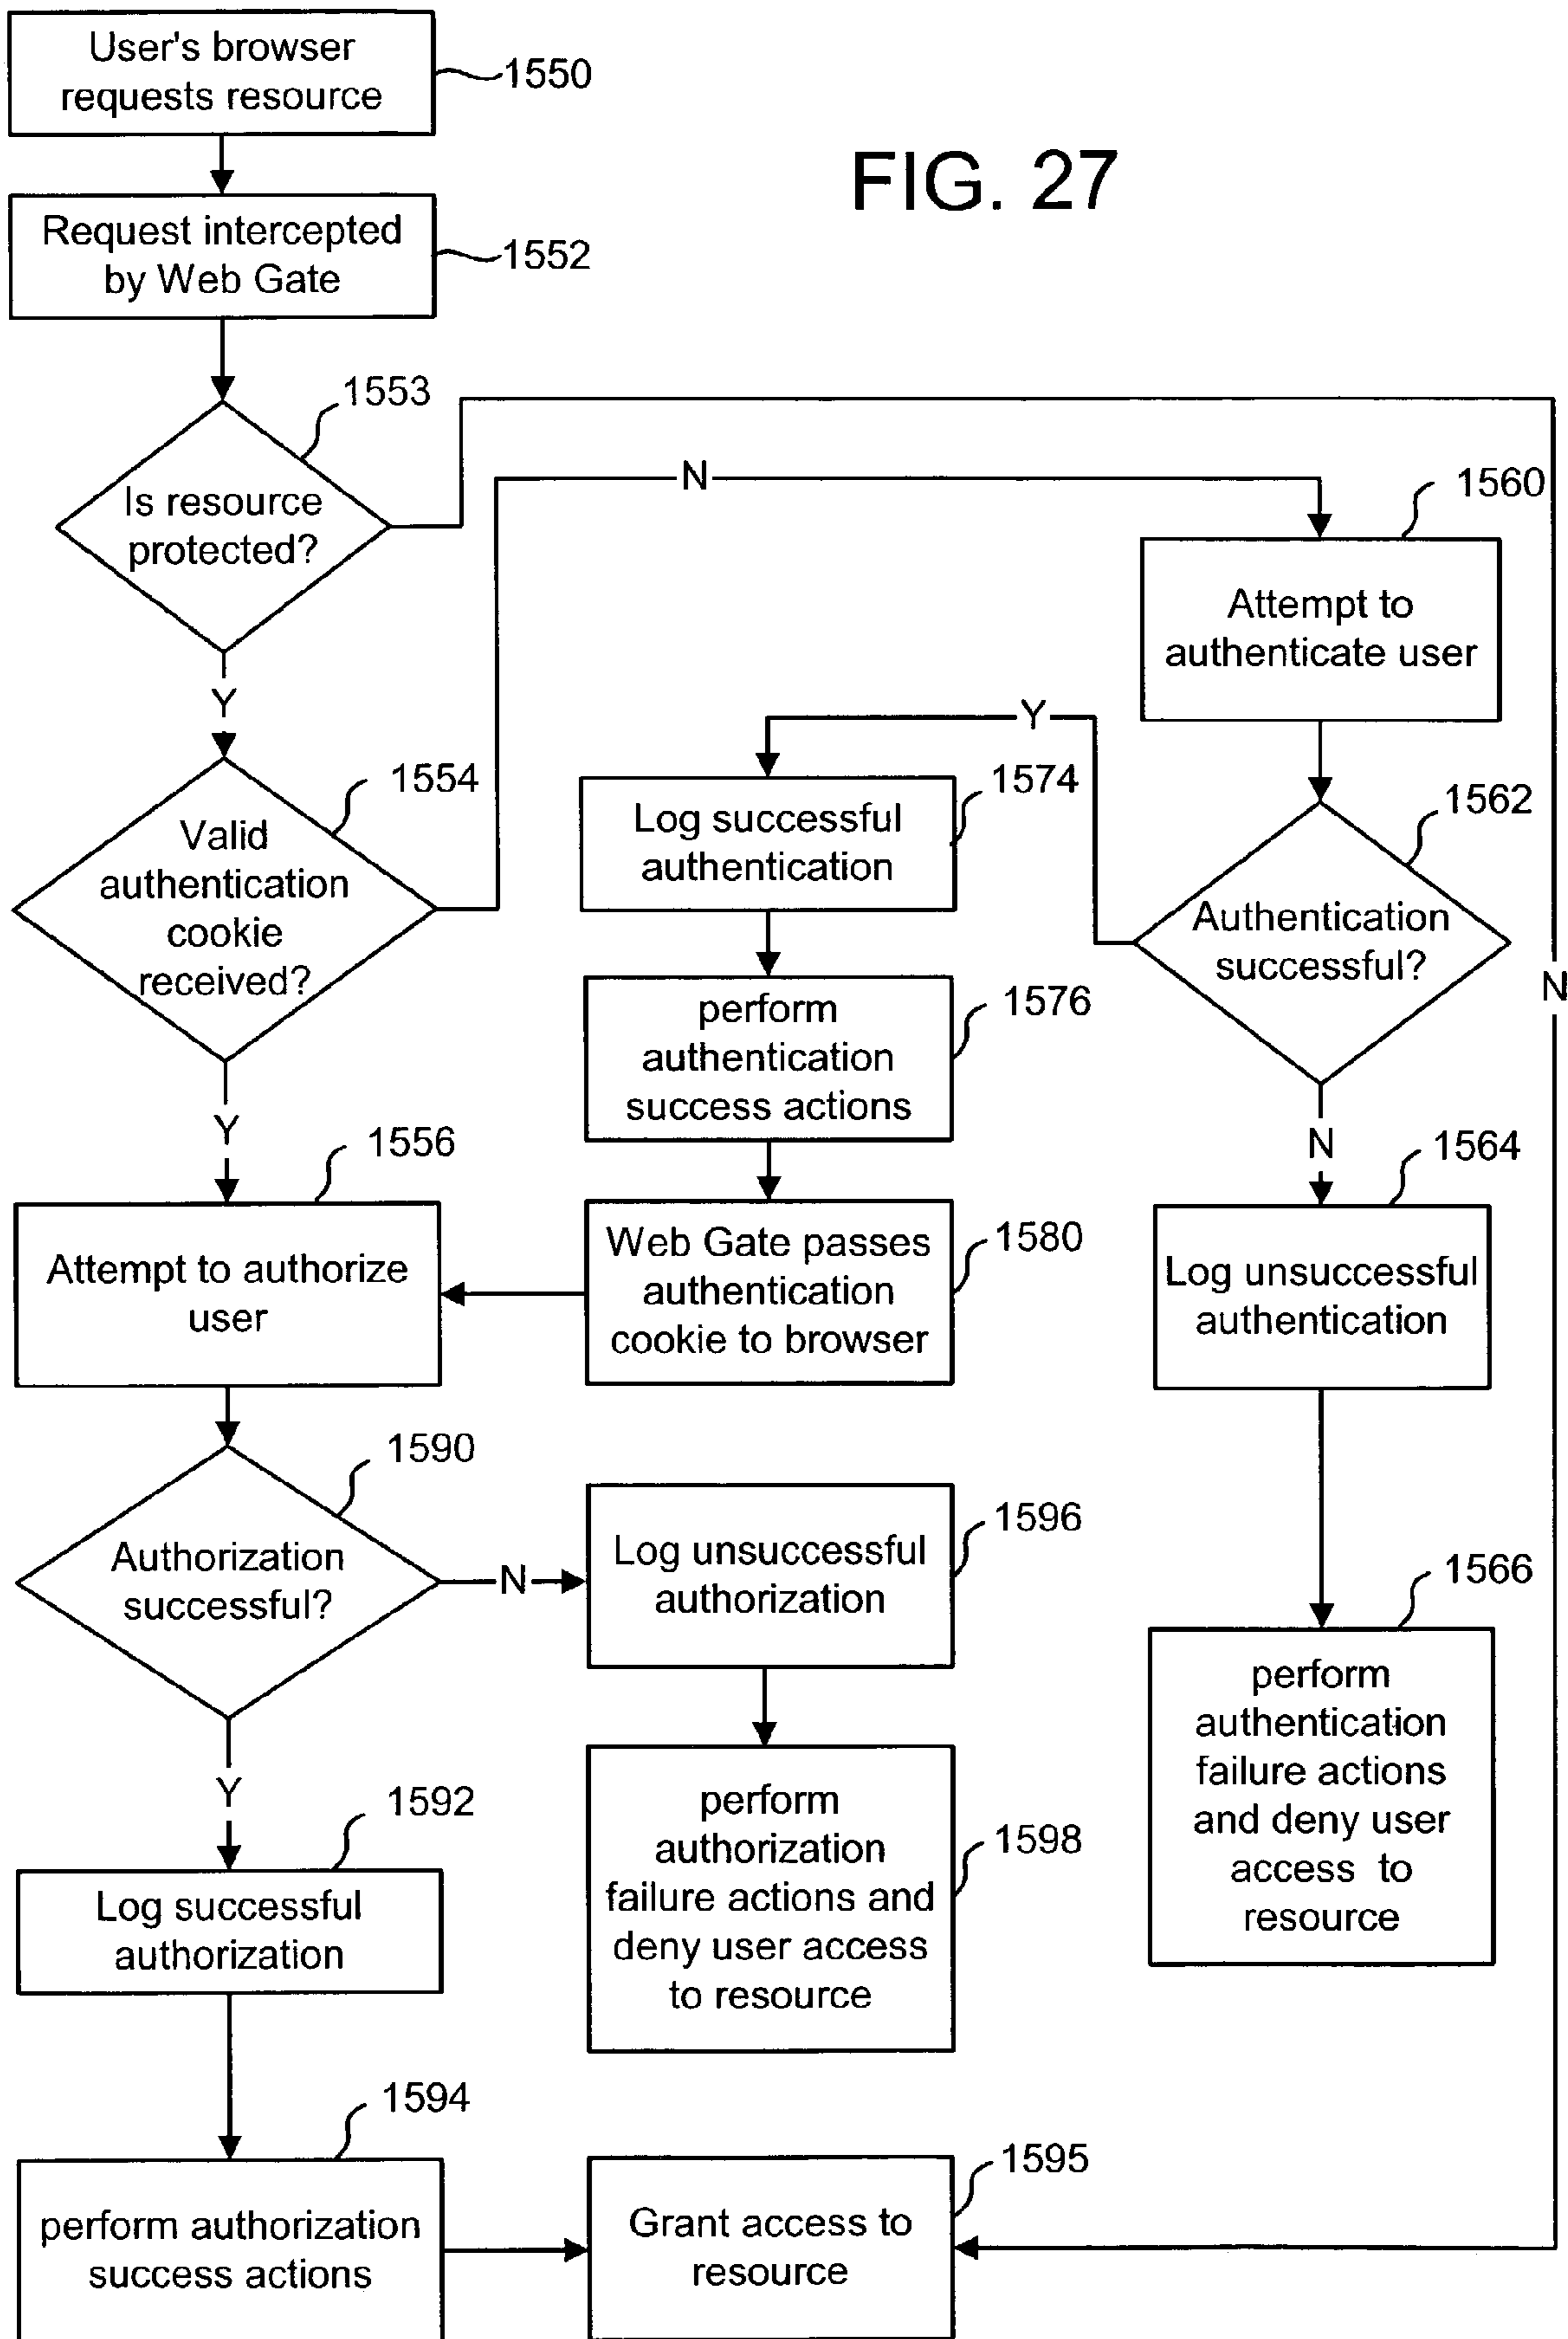 User's browser
requests resource
1550
FIG. 27
Request intercepted
by Web Gate
1552
1553
Is resource
protected?
N
1560
Attempt to
authenticate user
Y
Y
1554
Valid
authentication
cookie
received?
1574
Log successful
authentication
1562
Authentication
successful?
N
1576
perform
authentication
success actions
Y
N
1556
Attempt to authorize
user
1580
Web Gate passes
authentication
cookie to browser
1564
Log unsuccessful
authentication
1590
Authorization
successful?
N
1596
Log unsuccessful
authorization
1566
perform
authentication
failure actions
and deny user
access to
resource
Y
1592
Log successful
authorization
1598
perform
authorization
failure actions and
deny user access
to resource
1594
perform authorization
success actions
1595
Grant access to
resource